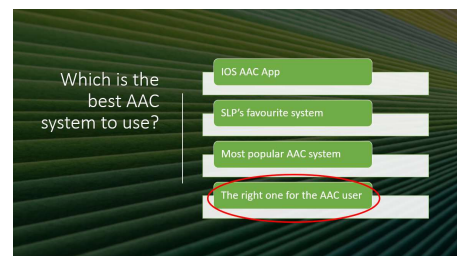 Which is the
best AAC
system to use?
IOS AAC App
SLP's favourite system
Most popular AAC system
The right one for the AAC user